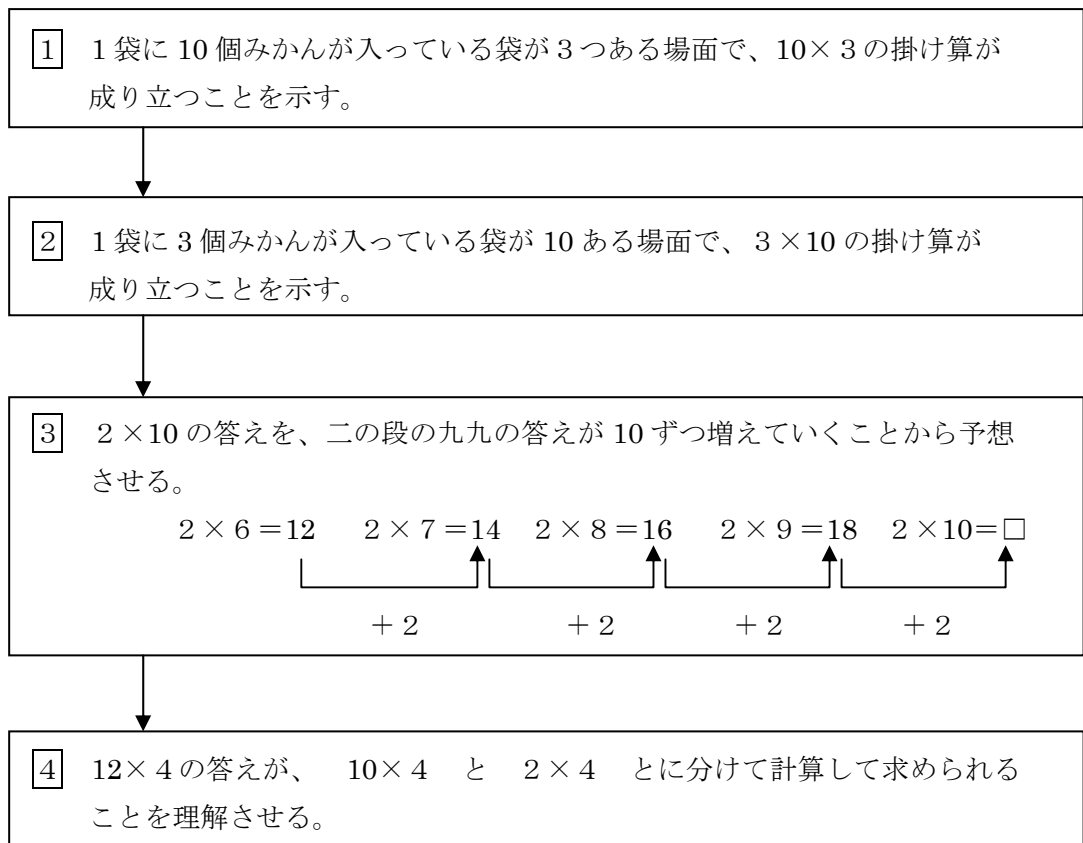 1 1袋に10個みかんが入っている袋が3つある場面で、10×3の掛け算が
成り立つことを示す。
2 1袋に3個みかんが入っている袋が10ある場面で、3×10の掛け算が
成り立つことを示す。
3 2×10の答えを、二の段の九九の答えが10ずつ増えていくことから予想
させる。
2×6=12 2×7=14 2×8=16 2×9=18 2×10=□
+2 +2 +2 +2
4 12×4の答えが、 10×4 と 2×4 とに分けて計算して求められる
ことを理解させる。